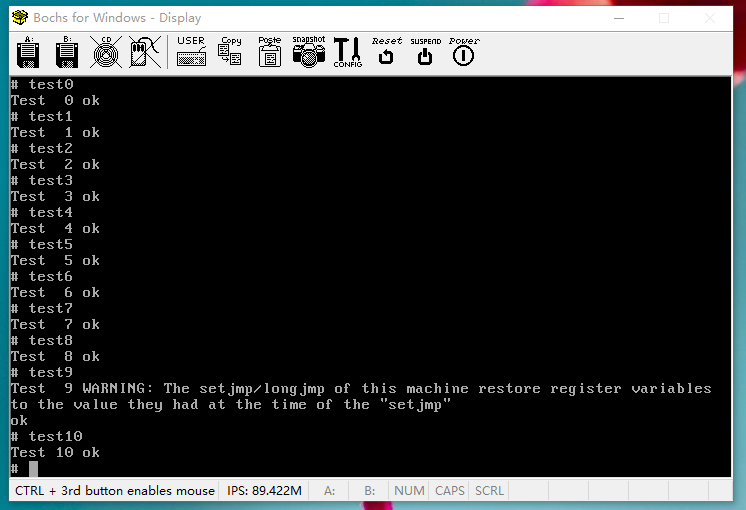 Bochs for Windows - Display
A: B: CD USER Copy Paste snapshot CONFIG Reset SUSPEND Power
# test0
Test  0 ok
# test1
Test  1 ok
# test2
Test  2 ok
# test3
Test  3 ok
# test4
Test  4 ok
# test5
Test  5 ok
# test6
Test  6 ok
# test7
Test  7 ok
# test8
Test  8 ok
# test9
Test  9 WARNING: The setjmp/longjmp of this machine restore register variables
to the value they had at the time of the "setjmp"
ok
# test10
Test 10 ok
#
CTRL + 3rd button enables mouse IPS: 89.422M A: B: NUM CAPS SCRL